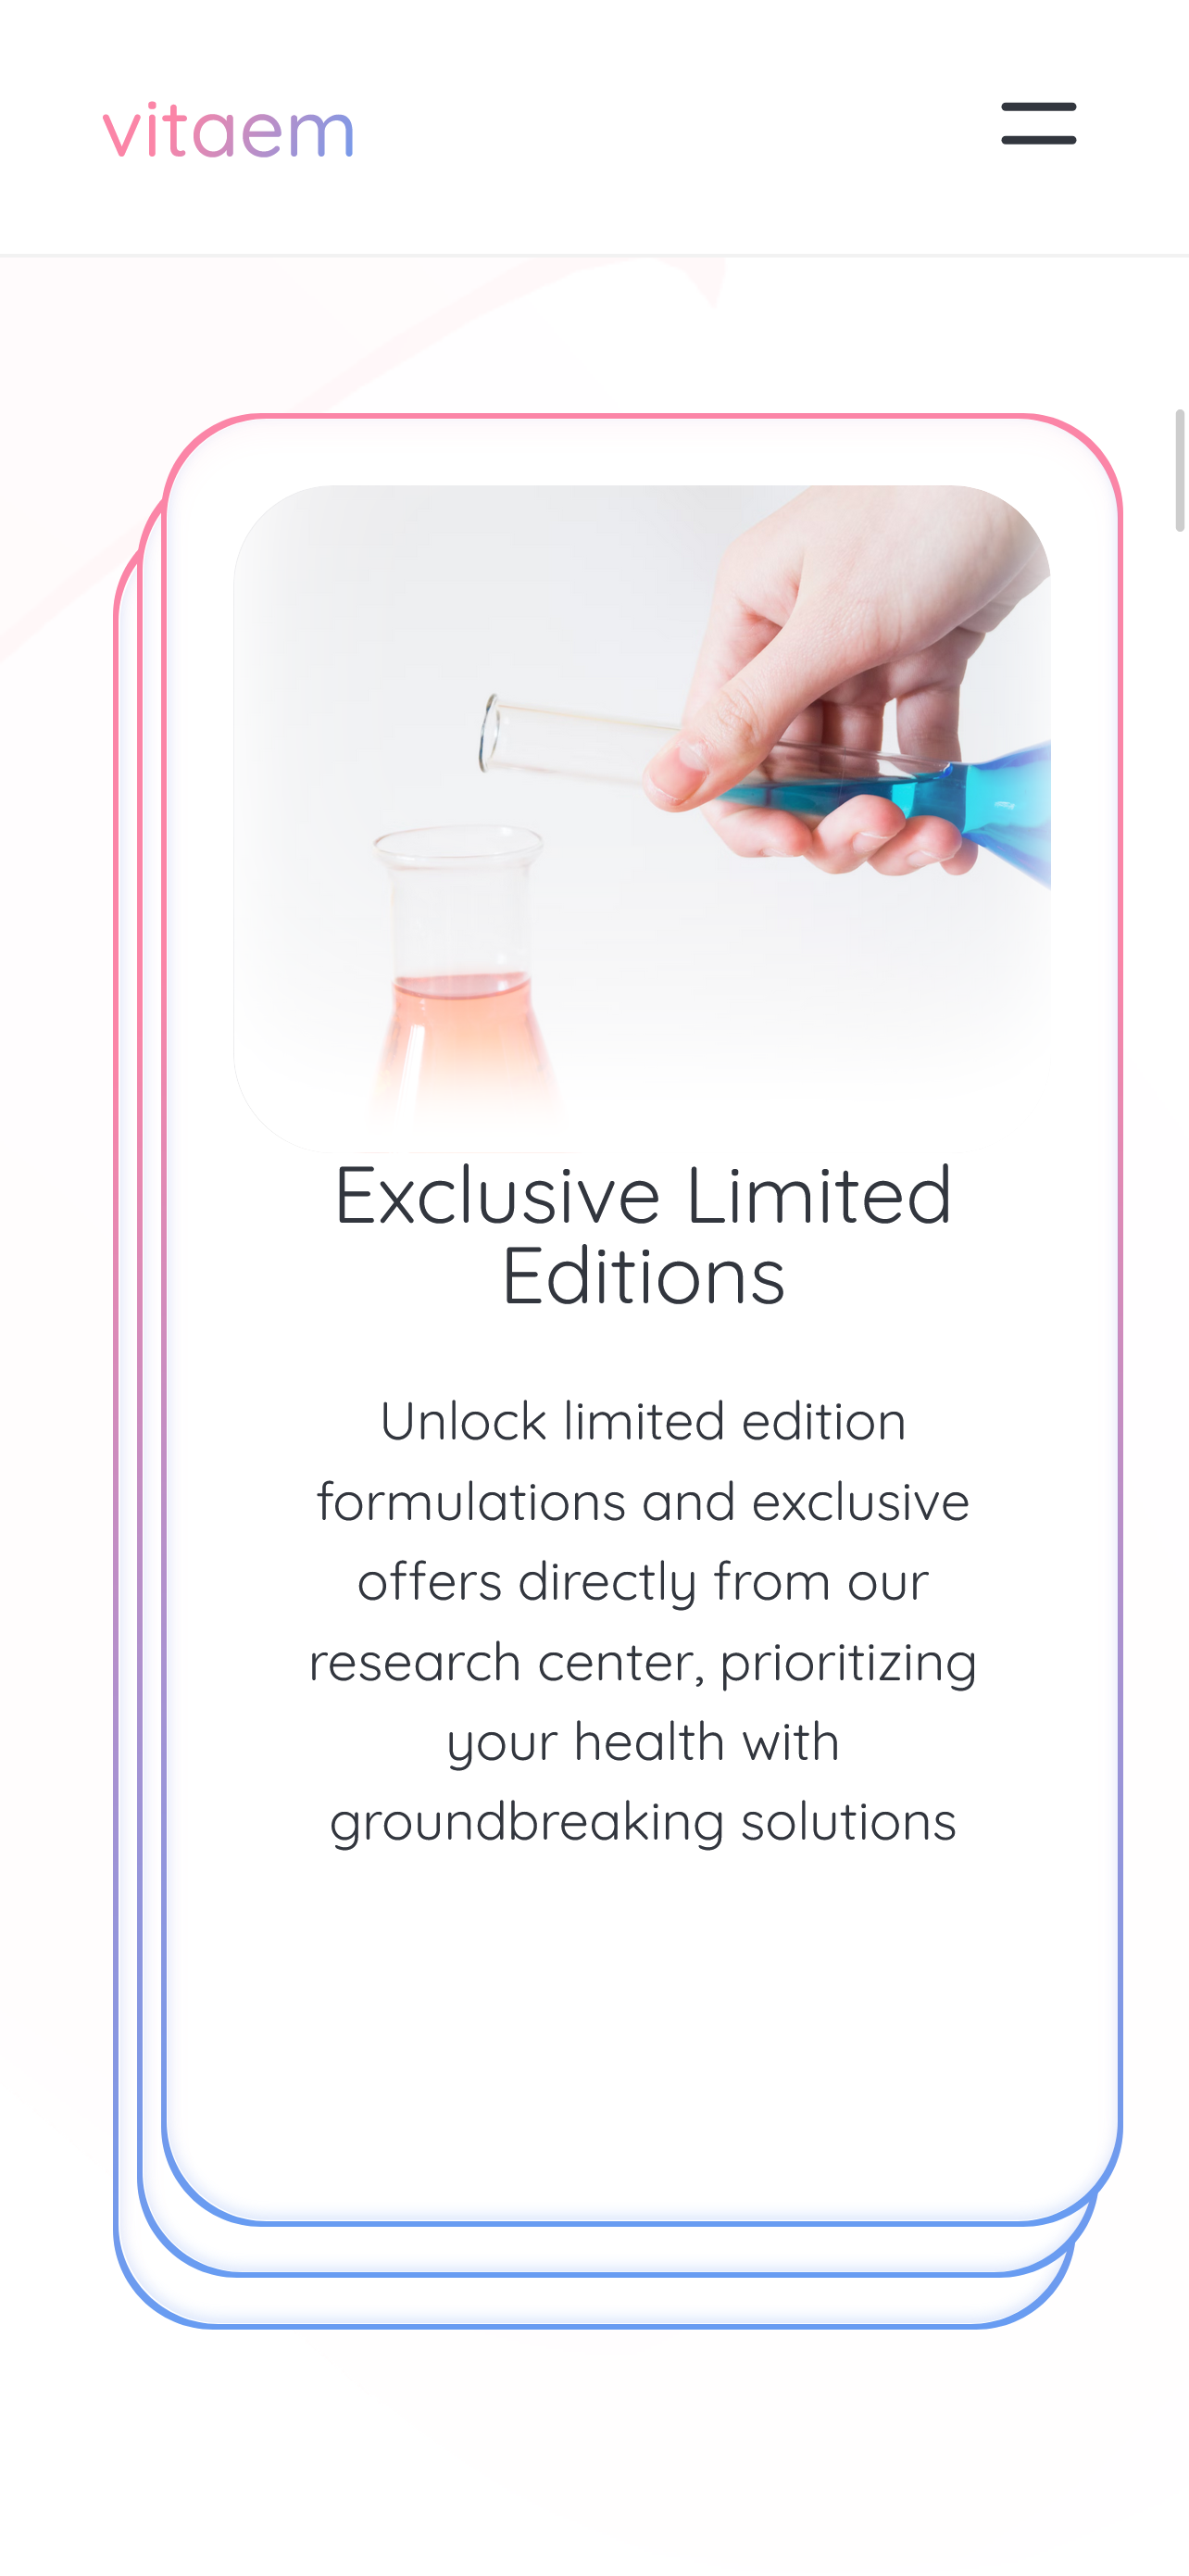 vitaem
Exclusive Limited
Editions
Unlock limited edition
formulations and exclusive
offers directly from our
research center, prioritizing
your health with
groundbreaking solutions